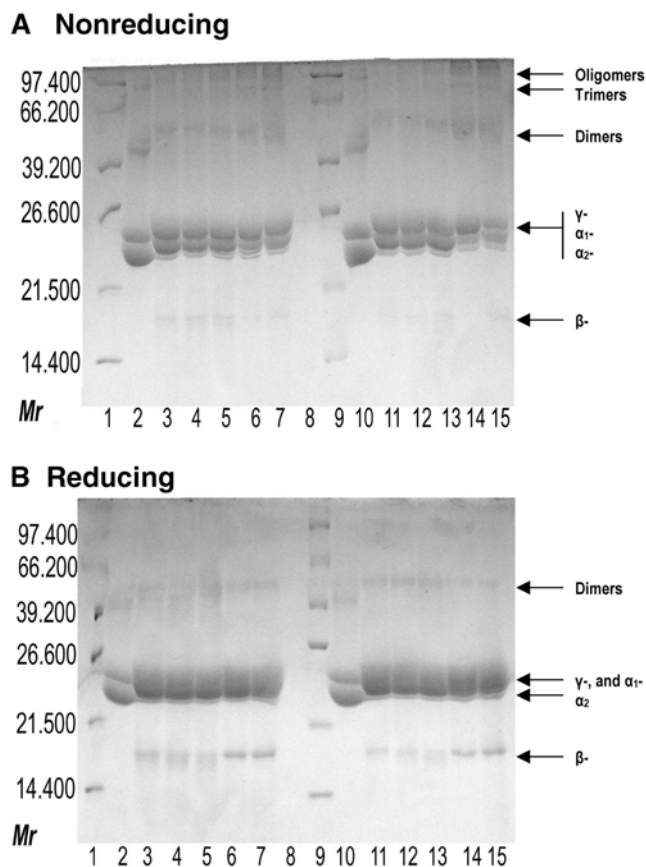 A Nonreducing
97.400
66.200
39.200
26.600
21.500
14.400
Mr
1 2 3 4 5 6 7 8 9 10 11 12 13 14 15
Oligomers
Trimers
Dimers
γ-
α1-
α2-
β-
B Reducing
97.400
66.200
39.200
26.600
21.500
14.400
Mr
1 2 3 4 5 6 7 8 9 10 11 12 13 14 15
Dimers
γ-, and α1-
α2
β-